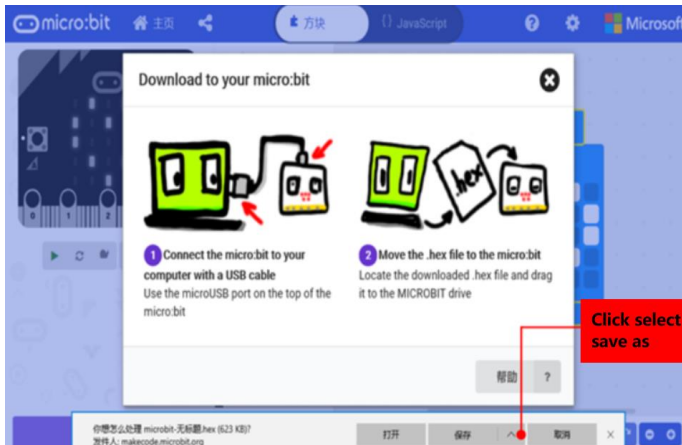 micro:bit 主页 方块 {} JavaScript ? Microsoft
Download to your micro:bit
.hex
1 Connect the micro:bit to your
computer with a USB cable
Use the microUSB port on the top of the
micro:bit
2 Move the .hex file to the micro:bit
Locate the downloaded .hex file and drag
it to the MICROBIT drive
0 1 2
Click select
save as
帮助 ?
你想怎么处理 microbit-无标题.hex (623 KB)?
发件人: makecode.microbit.org
打开 保存 取消 ×